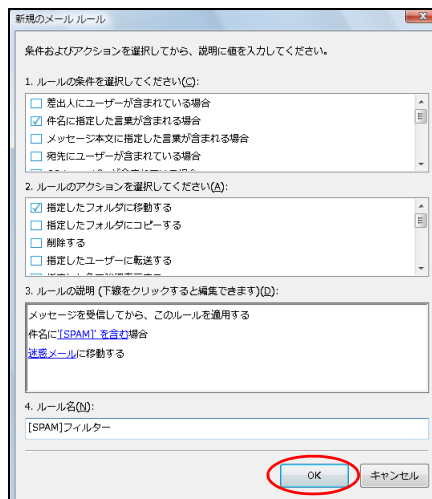 新規のメール ルール
条件およびアクションを選択してから、説明に値を入力してください。
1. ルールの条件を選択してください(C):
差出人にユーザーが含まれている場合
件名に指定した言葉が含まれる場合
メッセージ本文に指定した言葉が含まれる場合
宛先にユーザーが含まれている場合
2. ルールのアクションを選択してください(A):
指定したフォルダに移動する
指定したフォルダにコピーする
削除する
指定したユーザーに転送する
3. ルールの説明 (下線をクリックすると編集できます)(D):
メッセージを受信してから、このルールを適用する
件名に'[SPAM]' を含む場合
迷惑メールに移動する
4. ルール名(N):
[SPAM]フィルター
OK
キャンセル